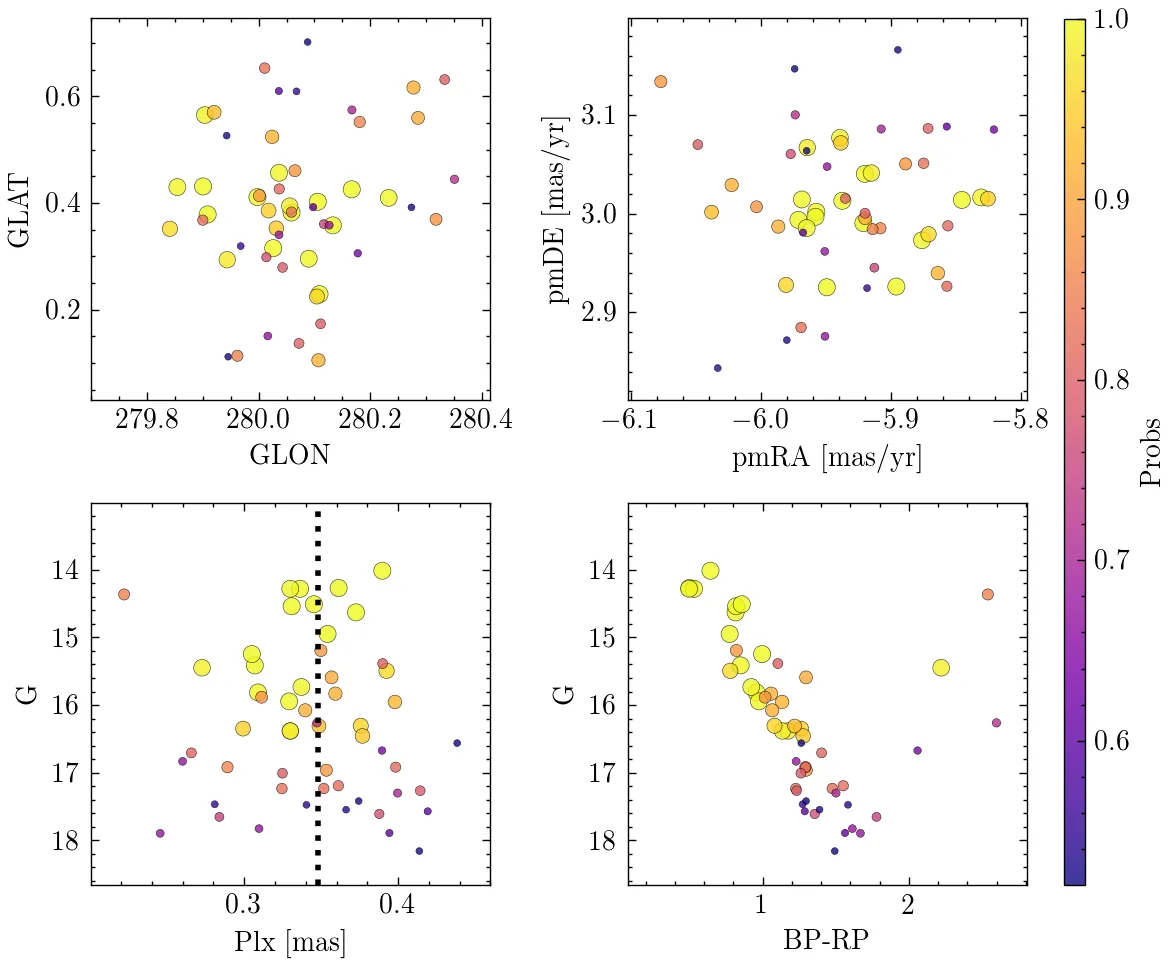 0.6
0.4
0.2
GLAT
279.8 280.0 280.2 280.4
GLON
3.1
3.0
2.9
pmDE [mas/yr]
−6.1 −6.0 −5.9 −5.8
pmRA [mas/yr]
14
15
16
17
18
G
0.3 0.4
Plx [mas]
14
15
16
17
18
G
1 2
BP-RP
1.0
0.9
0.8
0.7
0.6
Probs